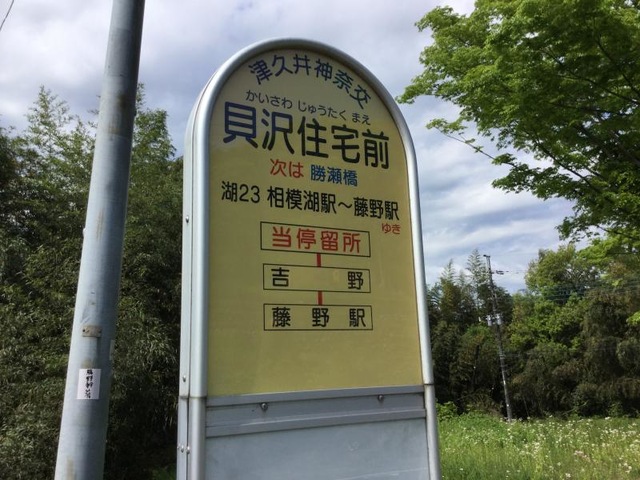 津久井神奈交
かいさわ じゅうたく まえ
貝沢住宅前
次は 勝瀬橋
湖23 相模湖駅～藤野駅
ゆき
当停留所
吉野
藤野駅